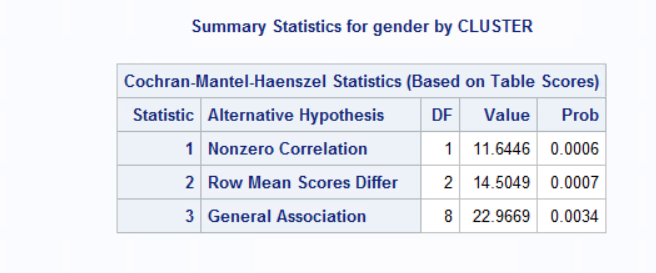 Summary Statistics for gender by CLUSTER
Cochran-Mantel-Haenszel Statistics (Based on Table Scores)
Statistic Alternative Hypothesis DF Value Prob
1 Nonzero Correlation 1 11.6446 0.0006
2 Row Mean Scores Differ 2 14.5049 0.0007
3 General Association 8 22.9669 0.0034